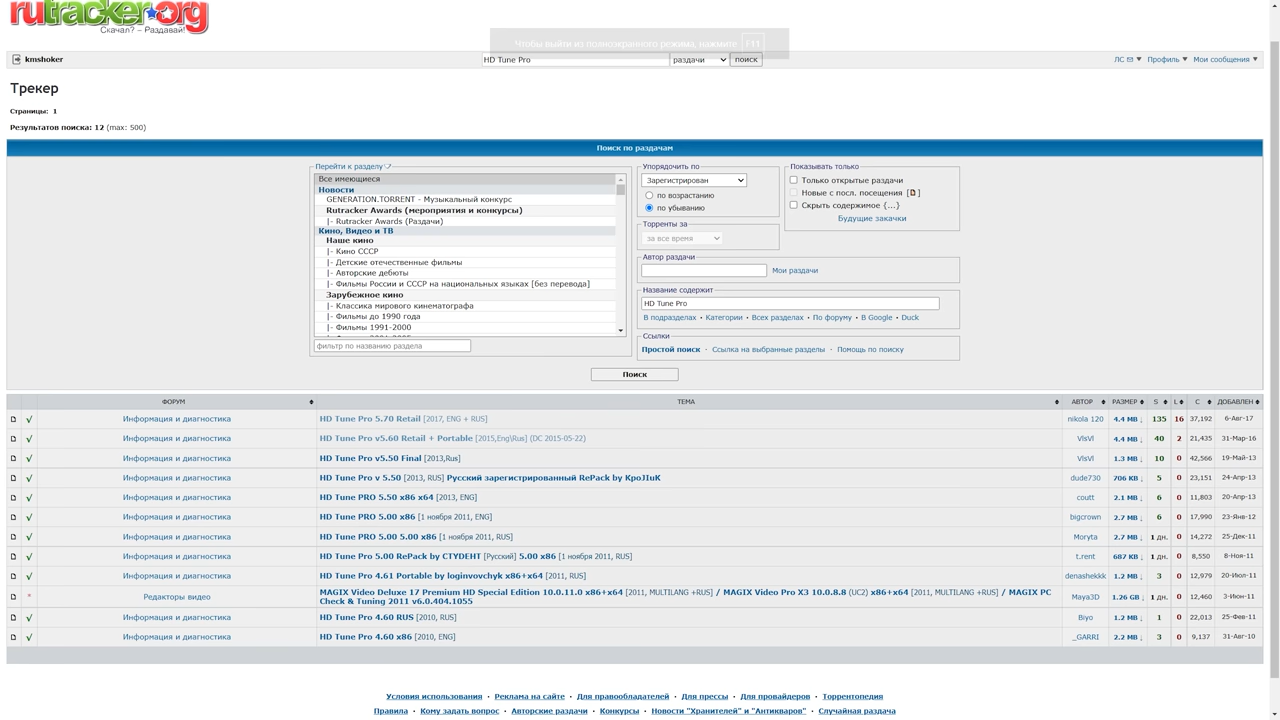 rutracker.org
Скачал? – Раздавай!
Чтобы выйти из полноэкранного режима, нажмите F11
kmshoker HD Tune Pro раздачи поиск ЛС Профиль Мои сообщения
Трекер
Страницы: 1
Результатов поиска: 12 (max: 500)
Поиск по раздачам
Перейти к разделу
Все имеющиеся
Новости
GENERATION.TORRENT - Музыкальный конкурс
Rutracker Awards (мероприятия и конкурсы)
|- Rutracker Awards (Раздачи)
Кино, Видео и ТВ
Наше кино
|- Кино СССР
|- Детские отечественные фильмы
|- Авторские дебюты
|- Фильмы России и СССР на национальных языках [без перевода]
Зарубежное кино
|- Классика мирового кинематографа
|- Фильмы до 1990 года
|- Фильмы 1991-2000
фильтр по названию раздела
Упорядочить по
Зарегистрирован
по возрастанию
по убыванию
Торренты за
за все время
Показывать только
Только открытые раздачи
Новые с посл. посещения [ ]
Скрыть содержимое {...}
Будущие закачки
Автор раздачи
Мои раздачи
Название содержит
HD Tune Pro
В подразделах • Категории • Всех разделах • По форуму • В Google • Duck
Ссылки
Простой поиск · Ссылка на выбранные разделы · Помощь по поиску
Поиск
ФОРУМ ТЕМА АВТОР РАЗМЕР S L C ДОБАВЛЕН
√ Информация и диагностика HD Tune Pro 5.70 Retail [2017, ENG + RUS] nikola 120 4.4 MB ↓ 135 16 37,192 6-Авг-17
√ Информация и диагностика HD Tune Pro v5.60 Retail + Portable [2015,Eng\Rus] (DC 2015-05-22) VlsVl 4.4 MB ↓ 40 2 21,435 31-Мар-16
√ Информация и диагностика HD Tune Pro v5.50 Final [2013,Rus] VlsVl 1.3 MB ↓ 10 0 42,566 19-Май-13
√ Информация и диагностика HD Tune Pro v 5.50 [2013, RUS] Русский зарегистрированный RePack by KpoJIuK dude730 706 KB ↓ 5 0 23,151 24-Апр-13
√ Информация и диагностика HD Tune PRO 5.50 x86 x64 [2013, ENG] coutt 2.1 MB ↓ 6 0 11,803 20-Апр-13
√ Информация и диагностика HD Tune PRO 5.00 x86 [1 ноября 2011, ENG] bigcrown 2.7 MB ↓ 6 0 17,990 23-Янв-12
√ Информация и диагностика HD Tune PRO 5.00 5.00 x86 [1 ноября 2011, RUS] Moryta 2.7 MB ↓ 1 дн. 0 14,272 25-Дек-11
√ Информация и диагностика HD Tune Pro 5.00 RePack by CTYDEHT [Русский] 5.00 x86 [1 ноября 2011, RUS] t.rent 687 KB ↓ 1 дн. 0 8,550 8-Ноя-11
√ Информация и диагностика HD Tune Pro 4.61 Portable by loginvovchyk x86+x64 [2011, RUS] denashekkk 1.2 MB ↓ 3 0 12,979 20-Июл-11
* Редакторы видео MAGIX Video Deluxe 17 Premium HD Special Edition 10.0.11.0 x86+x64 [2011, MULTILANG +RUS] / MAGIX Video Pro X3 10.0.8.8 (UC2) x86+x64 [2011, MULTILANG +RUS] / MAGIX PC Maya3D 1.26 GB ↓ 1 дн. 0 12,460 3-Июн-11
Check & Tuning 2011 v6.0.404.1055
√ Информация и диагностика HD Tune Pro 4.60 RUS [2010, RUS] Biyo 1.2 MB ↓ 1 0 22,013 25-Фев-11
√ Информация и диагностика HD Tune Pro 4.60 x86 [2010, ENG] _GARRI 2.2 MB ↓ 3 0 9,137 31-Авг-10
Условия использования · Реклама на сайте · Для правообладателей · Для прессы · Для провайдеров · Торрентопедия
Правила · Кому задать вопрос · Авторские раздачи · Конкурсы · Новости "Хранителей" и "Антикваров" · Случайная раздача